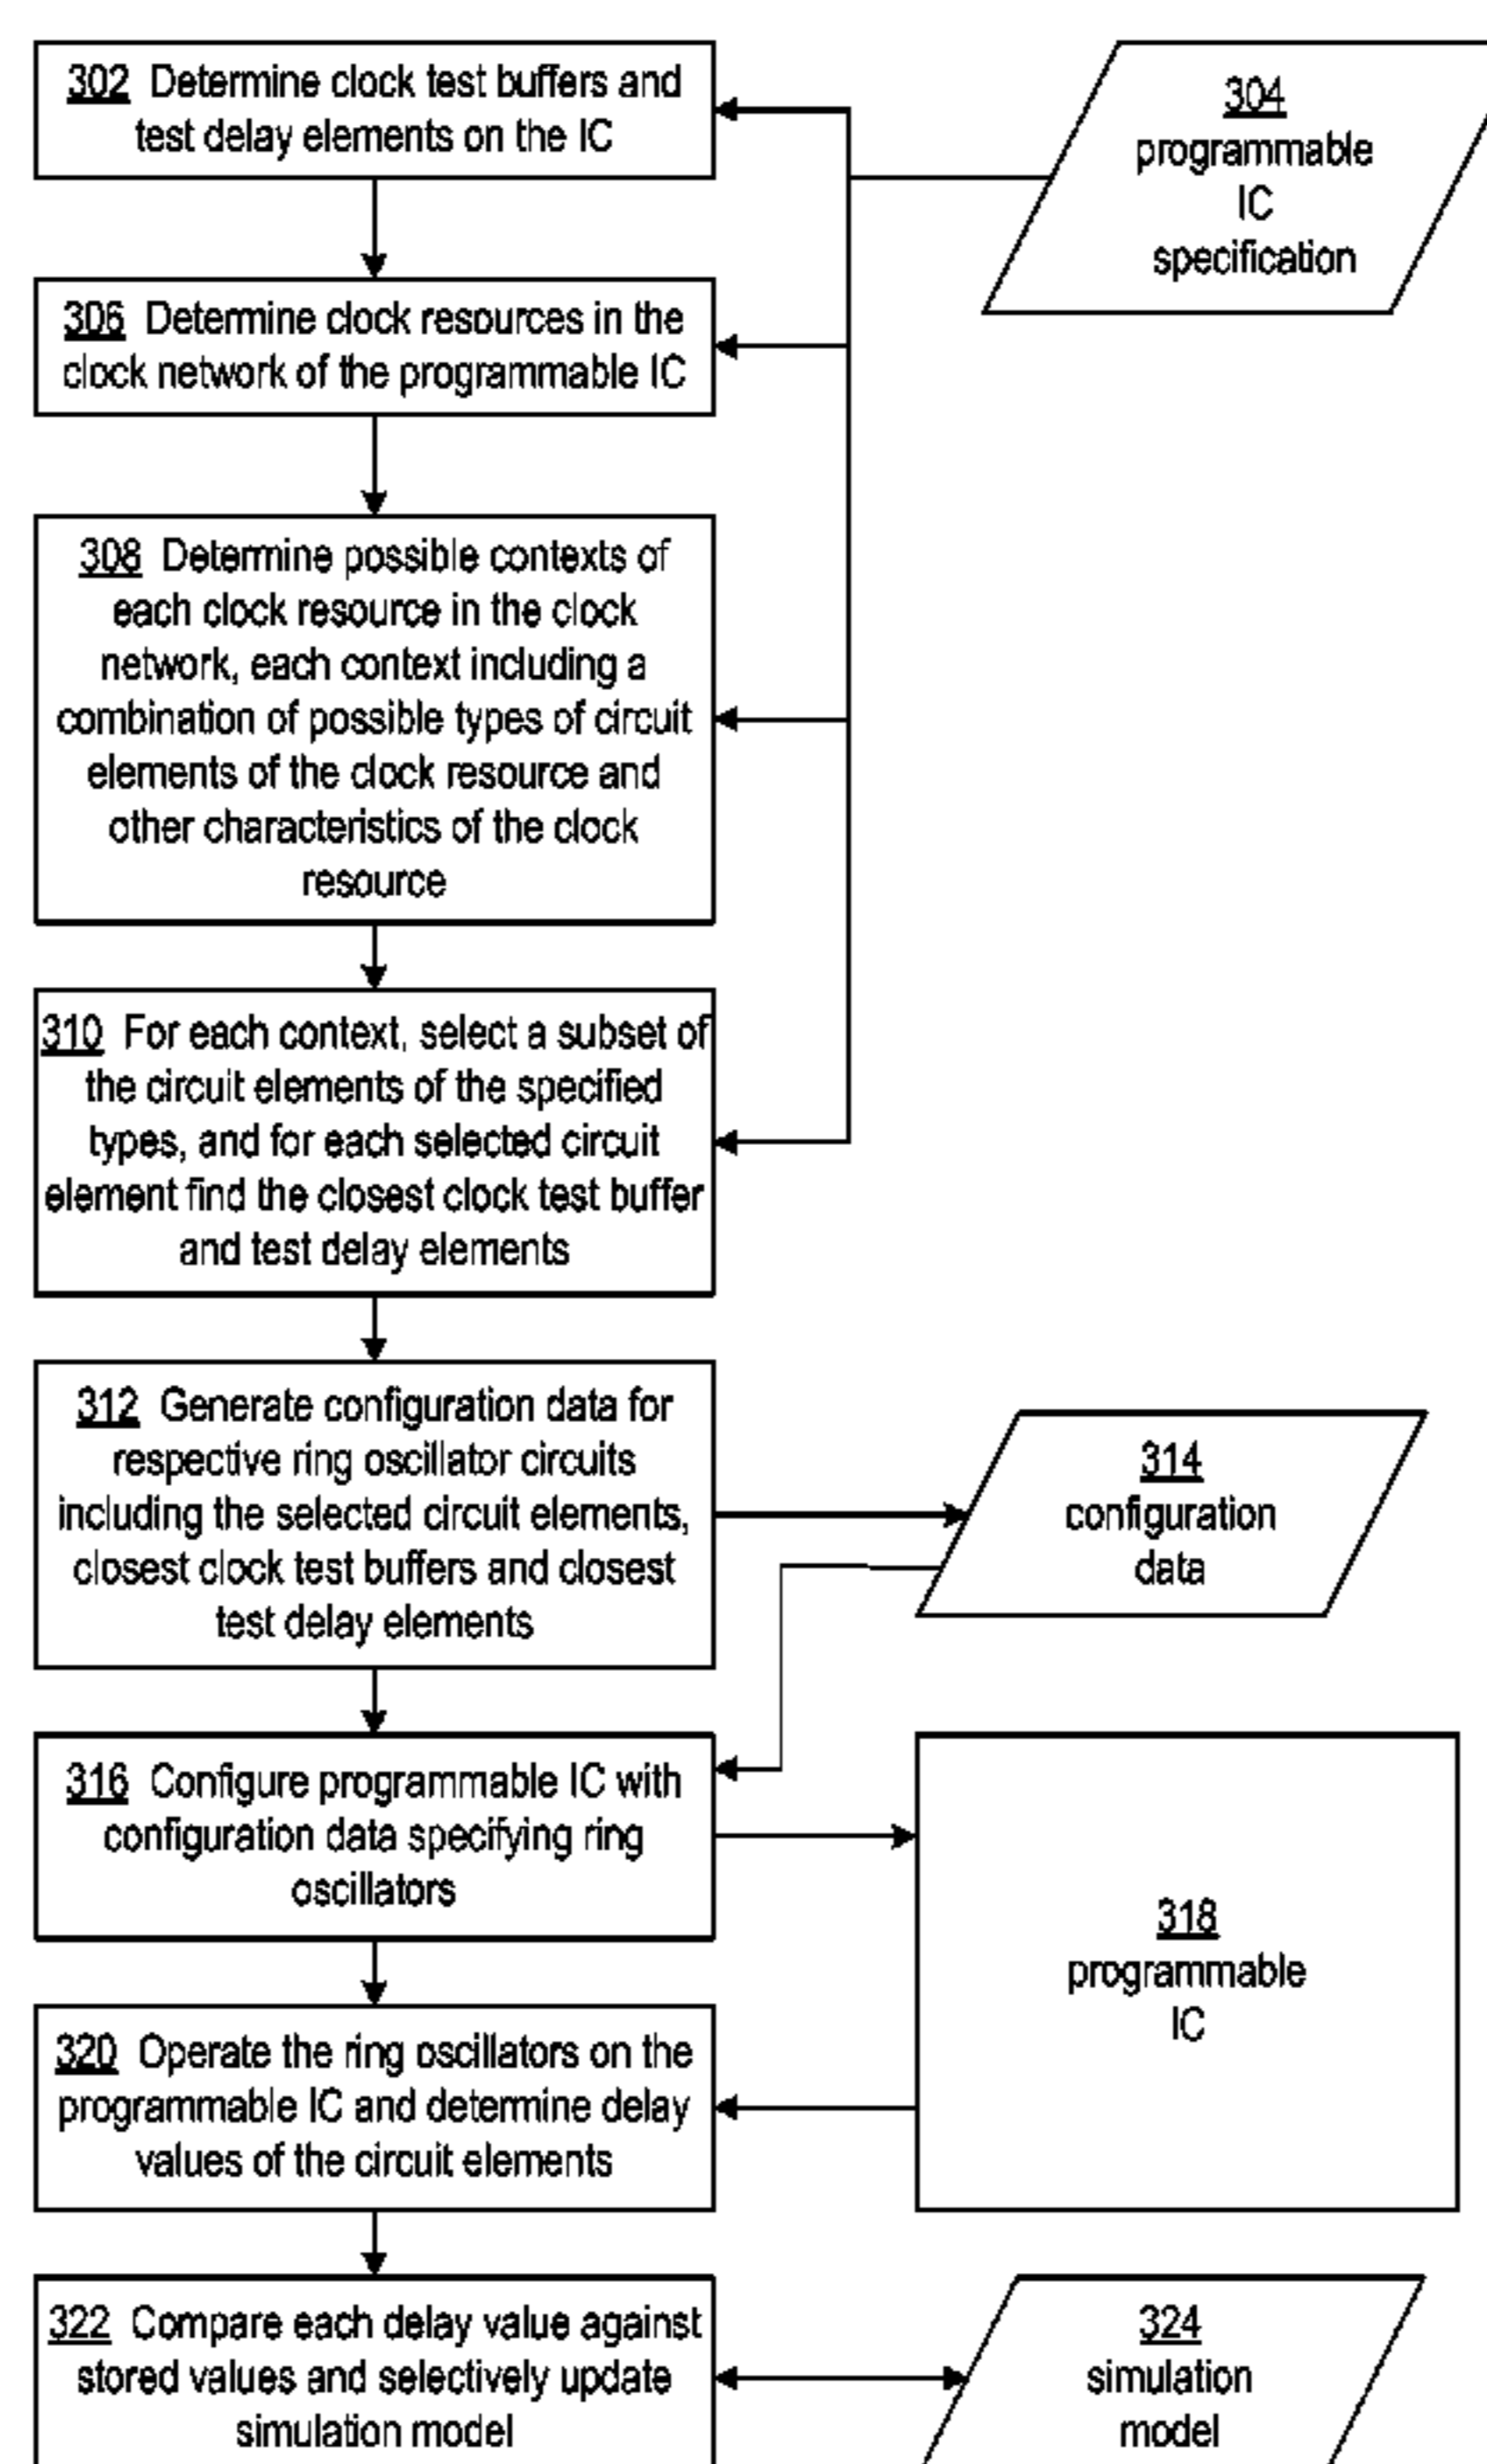 302 Determine clock test buffers and
test delay elements on the IC
304
programmable
IC
specification
306 Determine clock resources in the
clock network of the programmable IC
308 Determine possible contexts of
each clock resource in the clock
network, each context including a
combination of possible types of circuit
elements of the clock resource and
other characteristics of the clock
resource
310 For each context, select a subset of
the circuit elements of the specified
types, and for each selected circuit
element find the closest clock test buffer
and test delay elements
312 Generate configuration data for
respective ring oscillator circuits
including the selected circuit elements,
closest clock test buffers and closest
test delay elements
314
configuration
data
316 Configure programmable IC with
configuration data specifying ring
oscillators
318
programmable
IC
320 Operate the ring oscillators on the
programmable IC and determine delay
values of the circuit elements
322 Compare each delay value against
stored values and selectively update
simulation model
324
simulation
model